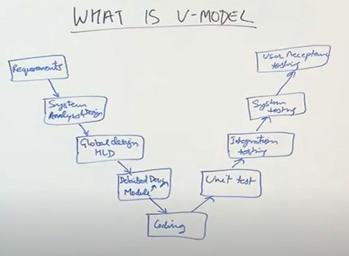 WHAT IS V-MODEL
Requirements
System
Analysis & Design
Global design
HLD
Detailed Design
Module
Coding
Unit test
Integration
testing
System
testing
User Acceptance
testing